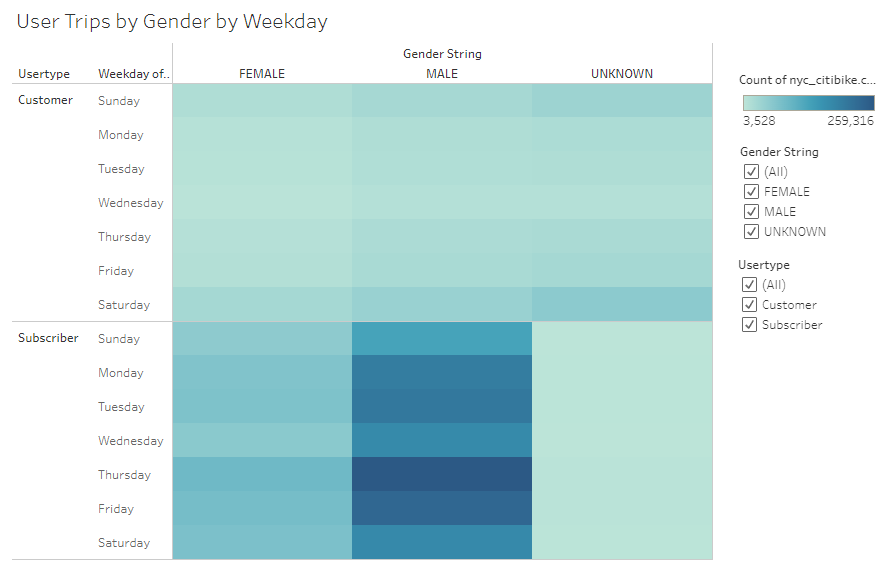 User Trips by Gender by Weekday
Gender String
Usertype Weekday of.. FEMALE MALE UNKNOWN
Customer Sunday
Monday
Tuesday
Wednesday
Thursday
Friday
Saturday
Subscriber Sunday
Monday
Tuesday
Wednesday
Thursday
Friday
Saturday
Count of nyc_citibike.c...
3,528 259,316
Gender String
(All)
FEMALE
MALE
UNKNOWN
Usertype
(All)
Customer
Subscriber